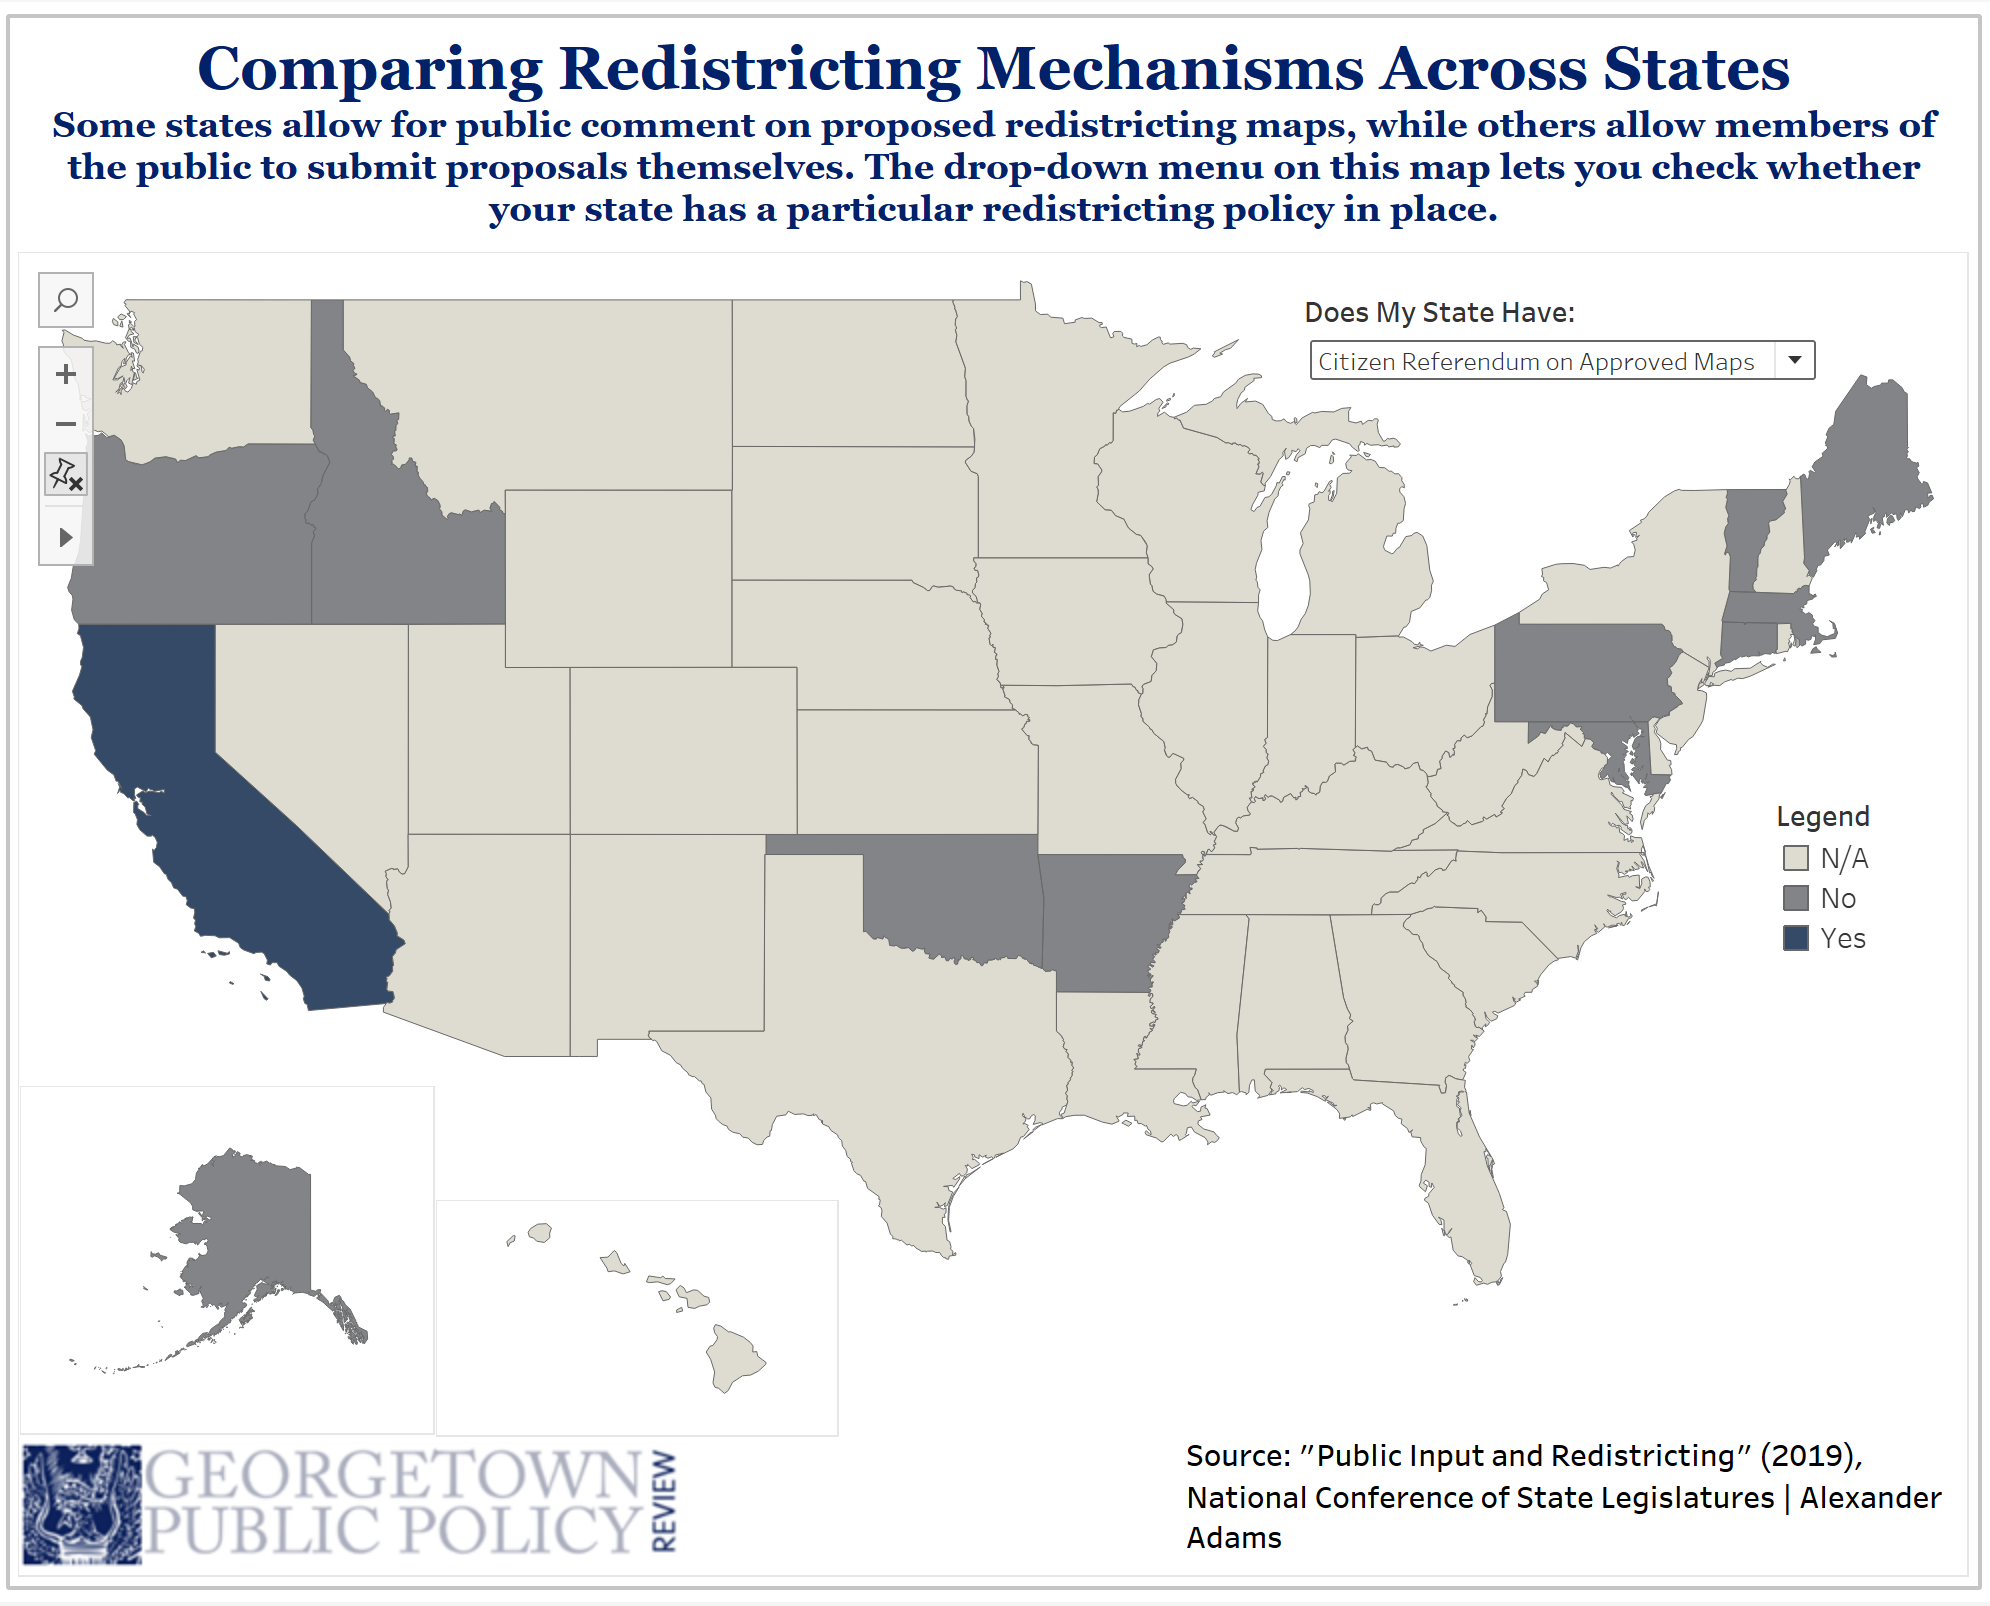 Comparing Redistricting Mechanisms Across States
Some states allow for public comment on proposed redistricting maps, while others allow members of
the public to submit proposals themselves. The drop-down menu on this map lets you check whether
your state has a particular redistricting policy in place.
Does My State Have:
Citizen Referendum on Approved Maps
Legend
N/A
No
Yes
GEORGETOWN
PUBLIC POLICY
REVIEW
Source: "Public Input and Redistricting" (2019),
National Conference of State Legislatures | Alexander
Adams